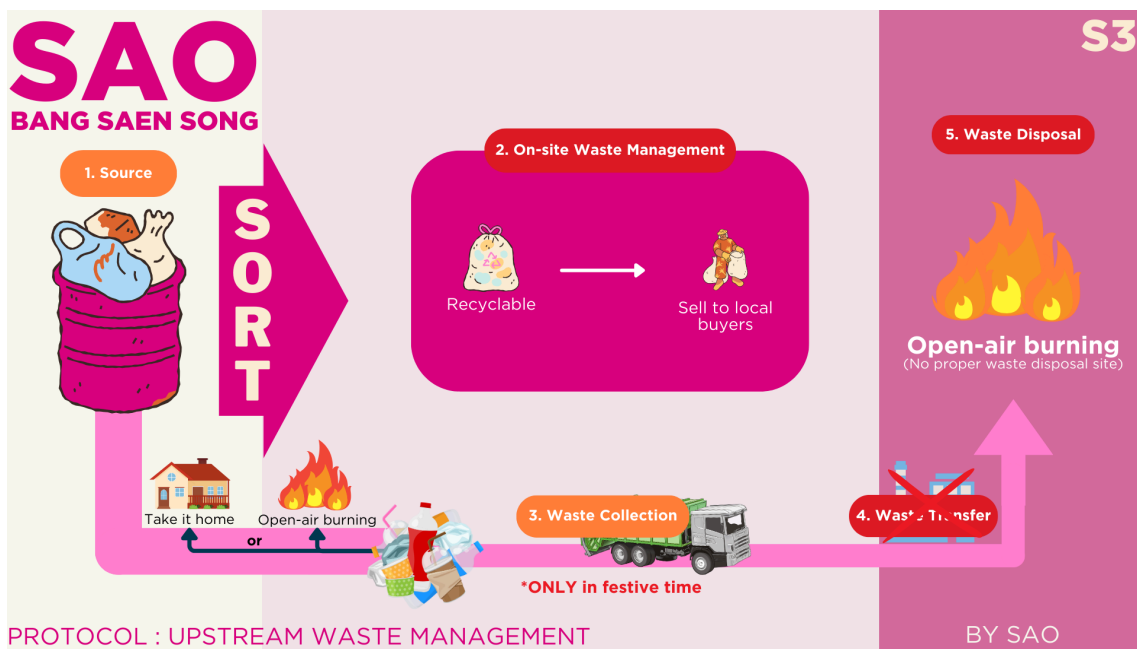 SAO
BANG SAEN SONG
S3
1. Source
SORT
2. On-site Waste Management
Recyclable
Sell to local
buyers
5. Waste Disposal
Open-air burning
(No proper waste disposal site)
Take it home
or
Open-air burning
3. Waste Collection
*ONLY in festive time
4. Waste Transfer
PROTOCOL : UPSTREAM WASTE MANAGEMENT
BY SAO